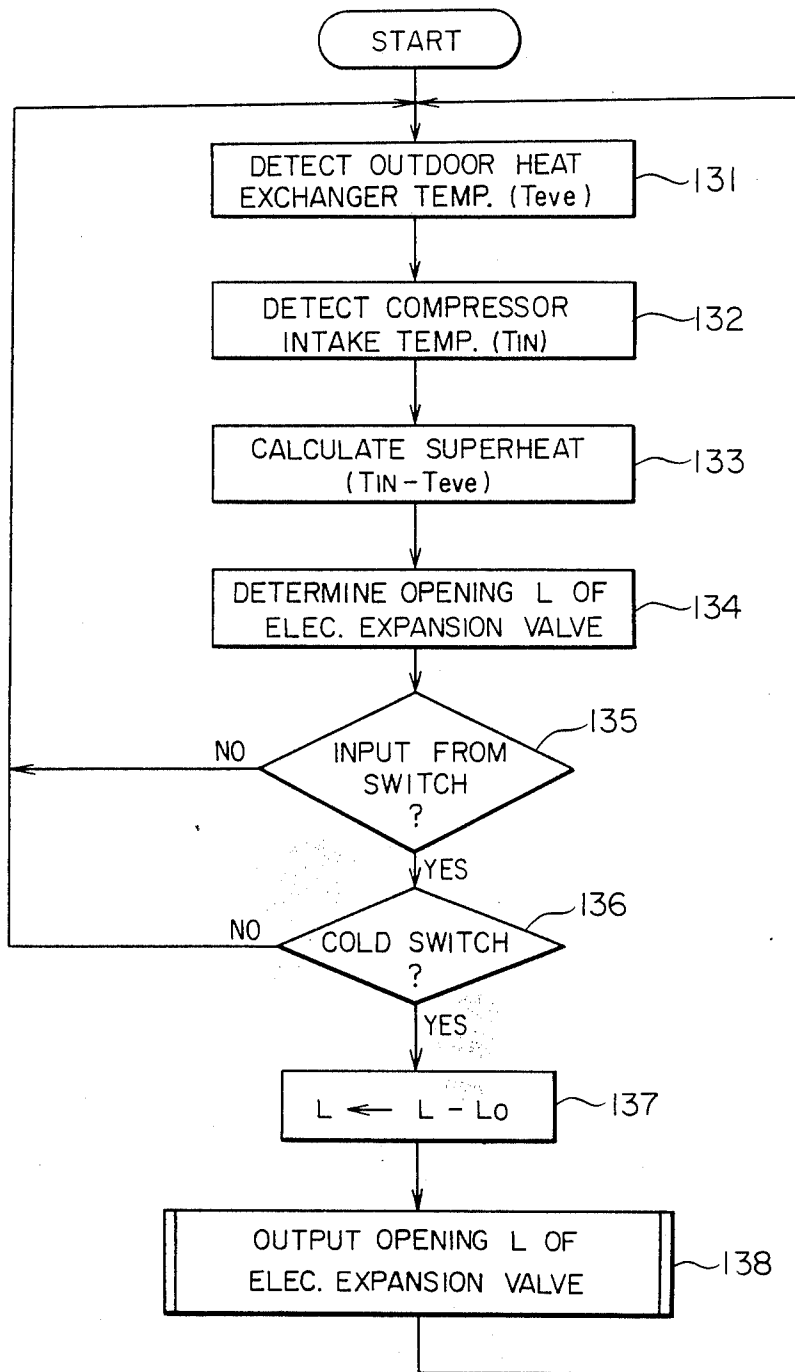 START
DETECT OUTDOOR HEAT
EXCHANGER TEMP. (Teve)
131
DETECT COMPRESSOR
INTAKE TEMP. (TIN)
132
CALCULATE SUPERHEAT
(TIN-Teve)
133
DETERMINE OPENING L OF
ELEC. EXPANSION VALVE
134
135
NO
INPUT FROM
SWITCH
?
YES
136
NO
COLD SWITCH
?
YES
L ← L - Lo
137
OUTPUT OPENING L OF
ELEC. EXPANSION VALVE
138